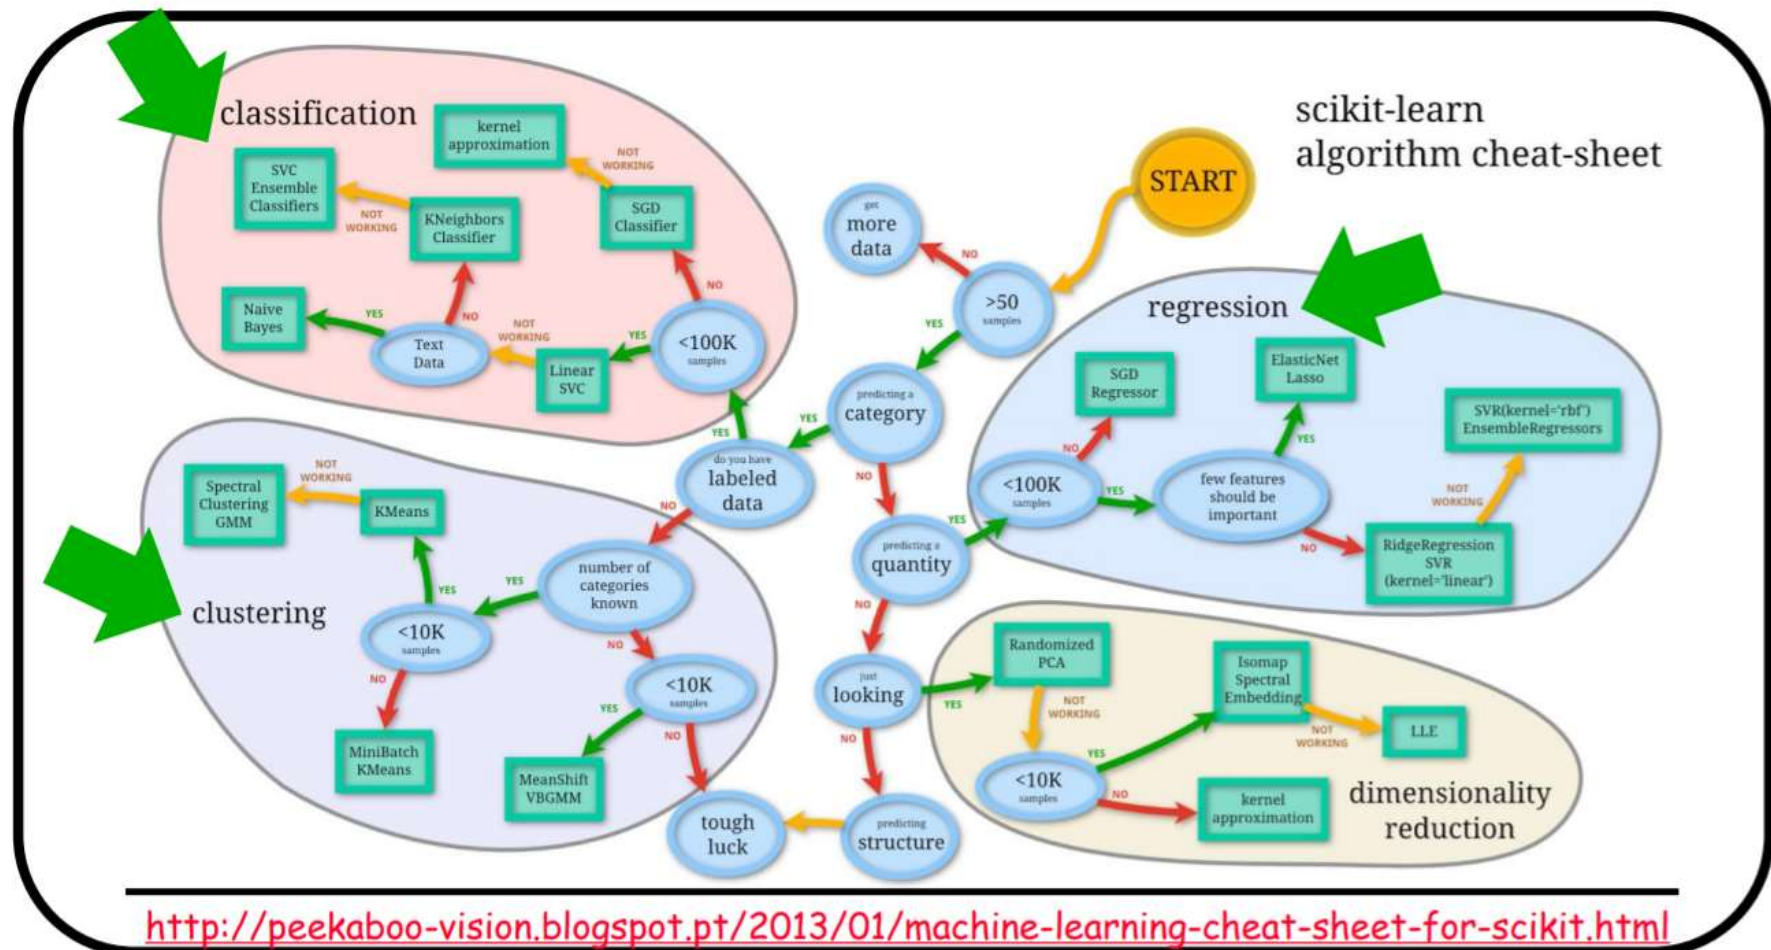 scikit-learn
algorithm cheat-sheet
START
classification
kernel
approximation
NOT
WORKING
SVC
Ensemble
Classifiers
NOT
WORKING
KNeighbors
Classifier
SGD
Classifier
NO
Naive
Bayes
YES
NO
Text
Data
NOT
WORKING
Linear
SVC
YES
<100K
samples
get
more
data
NO
>50
samples
YES
predicting a
category
YES
NO
YES
do you have
labeled
data
NO
regression
SGD
Regressor
ElasticNet
Lasso
SVR(kernel='rbf')
EnsembleRegressors
NO
YES
<100K
samples
YES
few features
should be
important
NOT
WORKING
NO
RidgeRegression
SVR
(kernel='linear')
predicting a
quantity
YES
NO
clustering
Spectral
Clustering
GMM
NOT
WORKING
KMeans
number of
categories
known
YES
YES
<10K
samples
NO
NO
<10K
samples
YES
NO
MiniBatch
KMeans
MeanShift
VBGMM
just
looking
YES
NO
Randomized
PCA
NOT
WORKING
Isomap
Spectral
Embedding
NOT
WORKING
LLE
YES
<10K
samples
NO
kernel
approximation
dimensionality
reduction
tough
luck
predicting
structure
http://peekaboo-vision.blogspot.pt/2013/01/machine-learning-cheat-sheet-for-scikit.html